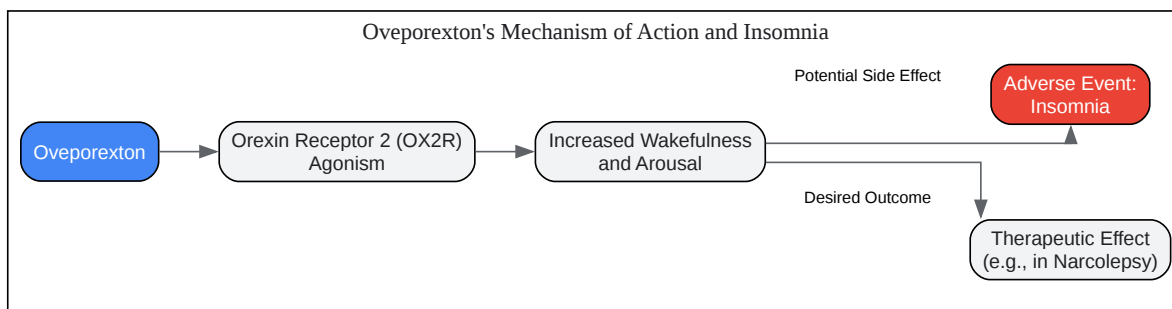 Oveporexton's Mechanism of Action and Insomnia
Potential Side Effect
Adverse Event:
Insomnia
Oveporexton
Orexin Receptor 2 (OX2R)
Agonism
Increased Wakefulness
and Arousal
Desired Outcome
Therapeutic Effect
(e.g., in Narcolepsy)